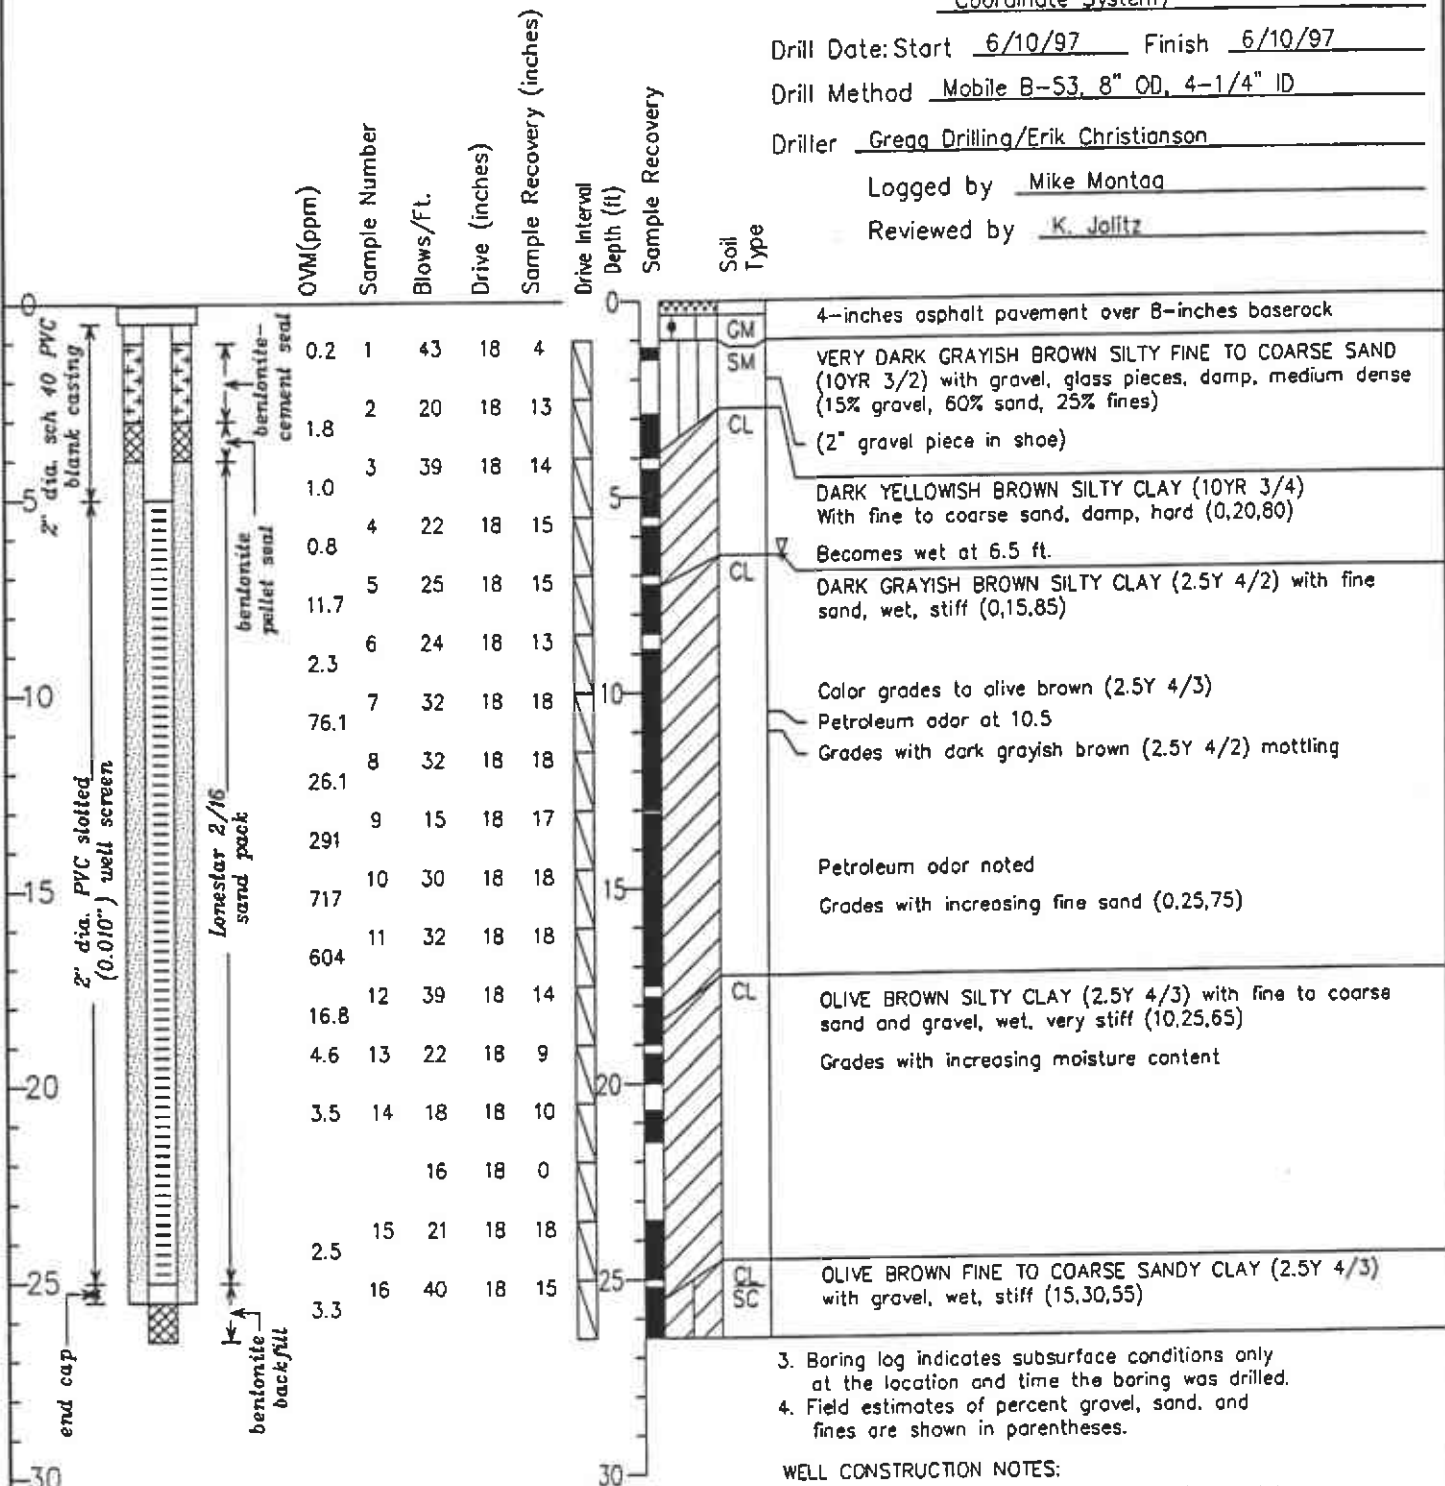 Coordinate System)
Drill Date: Start 6/10/97 Finish 6/10/97
Drill Method Mobile B-53, 8" OD, 4-1/4" ID
Driller Gregg Drilling/Erik Christianson
Logged by Mike Montag
Reviewed by K. Jolitz
OVM(ppm)
Sample Number
Blows/Ft.
Drive (inches)
Sample Recovery (inches)
Drive Interval
Depth (ft)
Sample Recovery
Soil Type
0
5
10
15
20
25
30
2" dia. sch 40 PVC
blank casing
bentonite-
cement seal
bentonite
pellet seal
2" dia. PVC slotted
(0.010") well screen
Lonestar 2/16
sand pack
end cap
bentonite
backfill
0.2 1 43 18 4
1.8 2 20 18 13
1.0 3 39 18 14
0.8 4 22 18 15
11.7 5 25 18 15
2.3 6 24 18 13
76.1 7 32 18 18
26.1 8 32 18 18
291 9 15 18 17
717 10 30 18 18
604 11 32 18 18
16.8 12 39 18 14
4.6 13 22 18 9
3.5 14 18 18 10
16 18 0
2.5 15 21 18 18
3.3 16 40 18 15
0
5
10
15
20
25
30
4-inches asphalt pavement over 8-inches baserock
GM
SM
VERY DARK GRAYISH BROWN SILTY FINE TO COARSE SAND
(10YR 3/2) with gravel, glass pieces, damp, medium dense
(15% gravel, 60% sand, 25% fines)
CL
(2" gravel piece in shoe)
DARK YELLOWISH BROWN SILTY CLAY (10YR 3/4)
With fine to coarse sand, damp, hard (0,20,80)
Becomes wet at 6.5 ft.
CL
DARK GRAYISH BROWN SILTY CLAY (2.5Y 4/2) with fine
sand, wet, stiff (0,15,85)
Color grades to olive brown (2.5Y 4/3)
Petroleum odor at 10.5
Grades with dark grayish brown (2.5Y 4/2) mottling
Petroleum odor noted
Grades with increasing fine sand (0,25,75)
CL
OLIVE BROWN SILTY CLAY (2.5Y 4/3) with fine to coarse
sand and gravel, wet, very stiff (10,25,65)
Grades with increasing moisture content
CL
SC
OLIVE BROWN FINE TO COARSE SANDY CLAY (2.5Y 4/3)
with gravel, wet, stiff (15,30,55)
3. Boring log indicates subsurface conditions only
at the location and time the boring was drilled.
4. Field estimates of percent gravel, sand, and
fines are shown in parentheses.
WELL CONSTRUCTION NOTES: